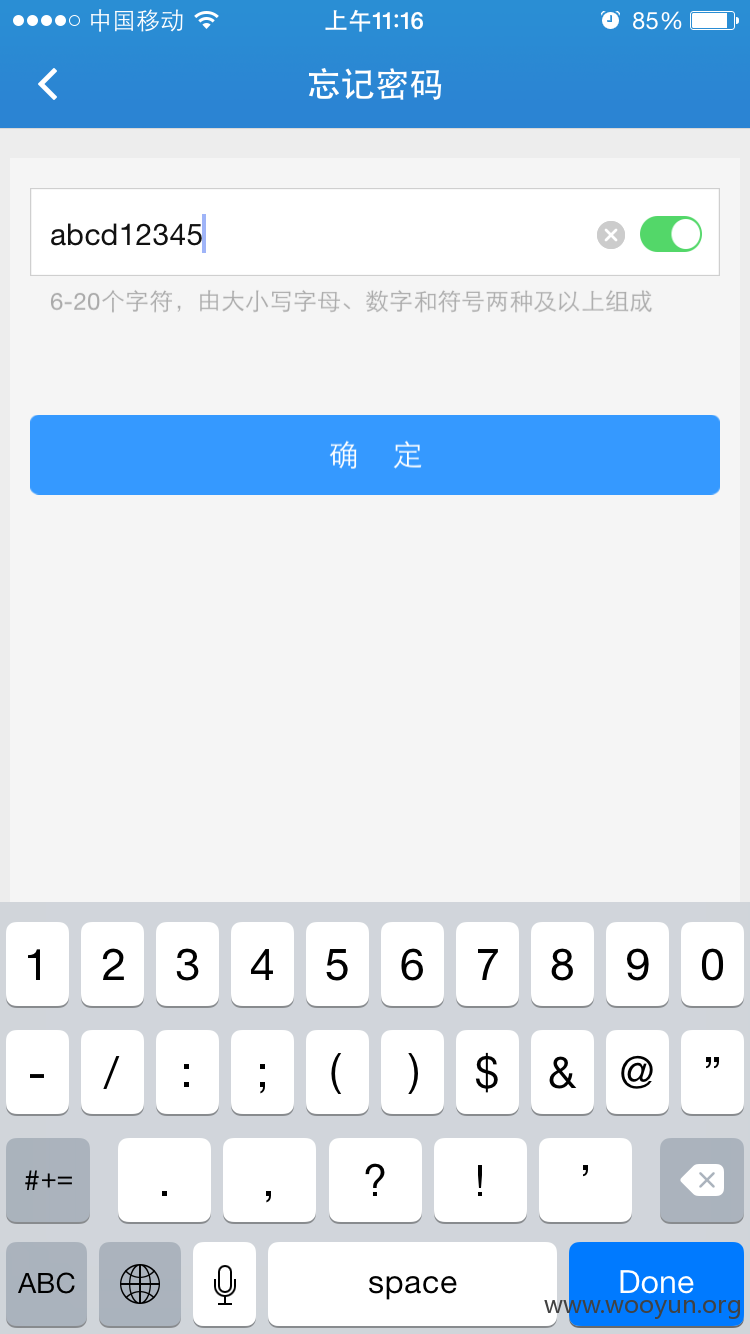 中国移动 上午11:16 85%
忘记密码
abcd12345
6-20个字符，由大小写字母、数字和符号两种及以上组成
确 定
1 2 3 4 5 6 7 8 9 0
- / : ; ( ) $ & @ ”
#+= . , ? ! ’
ABC space Done
www.wooyun.org